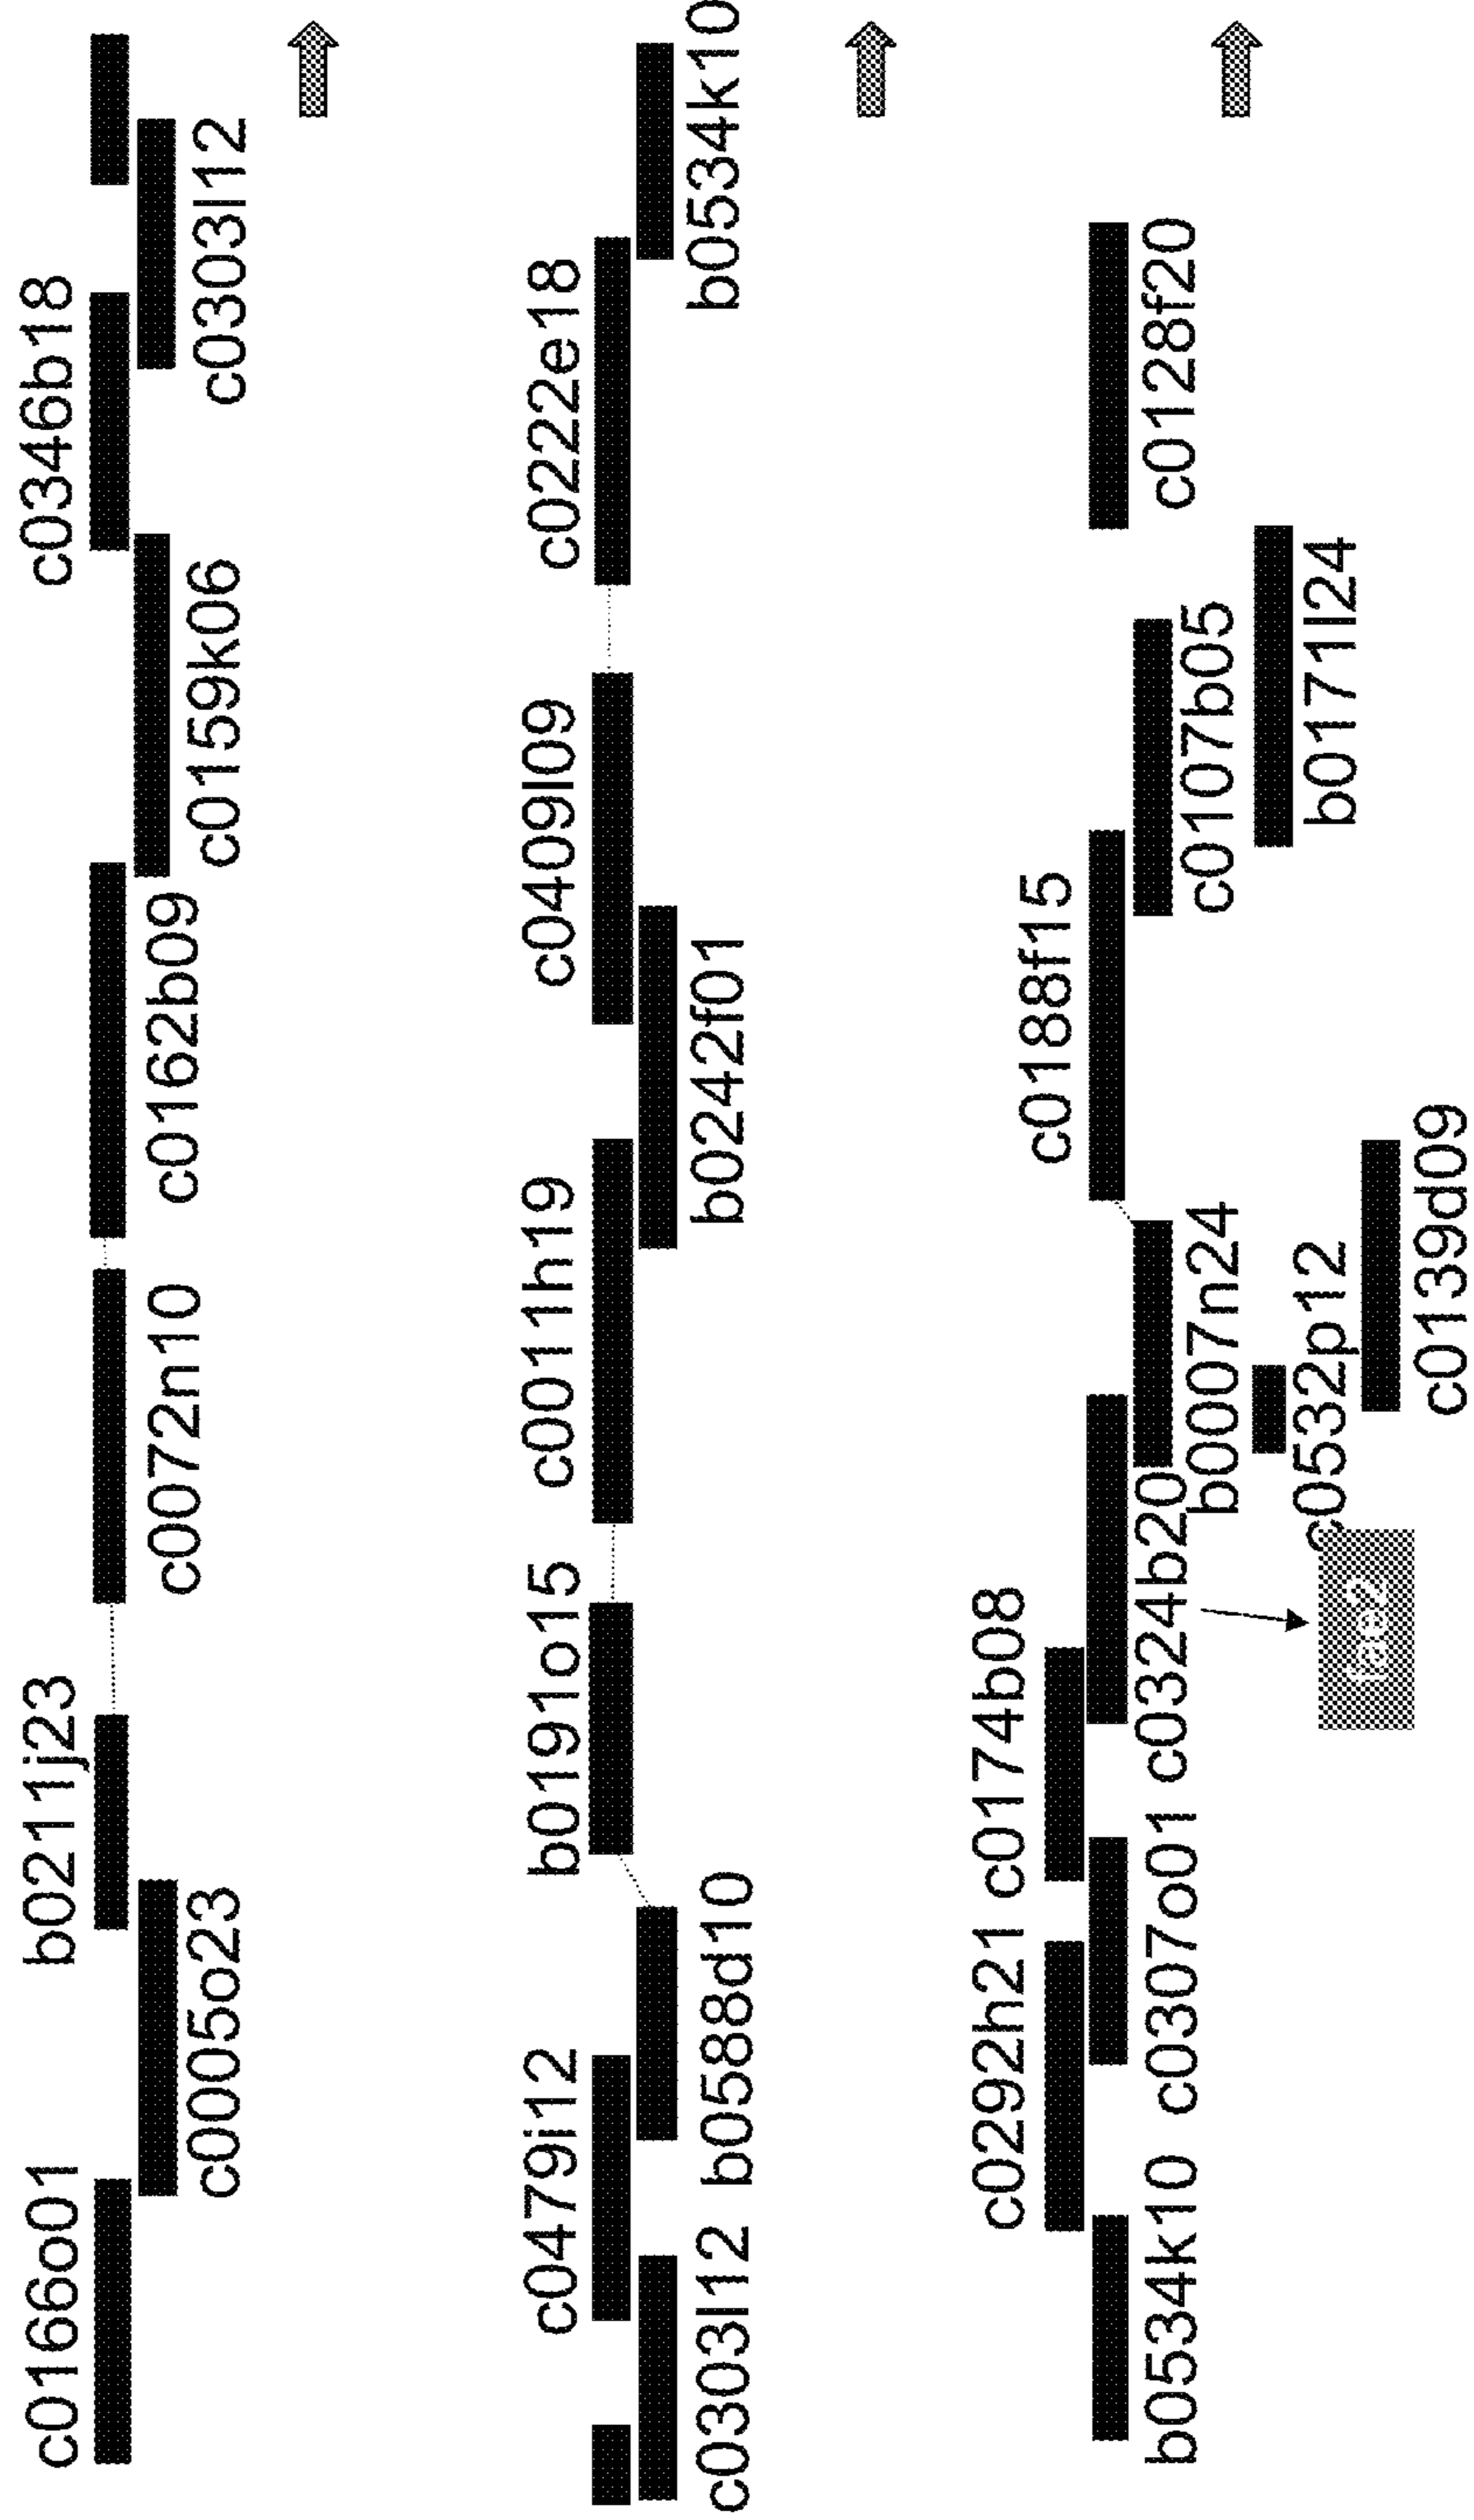 c0166o01 b0211j23 c0346b18
c0072n10 c0162b09
c0005o23 c0159k06 c0303l12
c0479i12 b0191o15 c0011h19 c0409l09 c0222e18
c0303l12 b0588d10 b0242f01 b0534k10
c0292h21 c0174b08
c0188f15
b0534k10 c0307o01 c0324b20 c0128f20
b0007n24 c0107b05
c0532p12 b0171l24
c0139d09